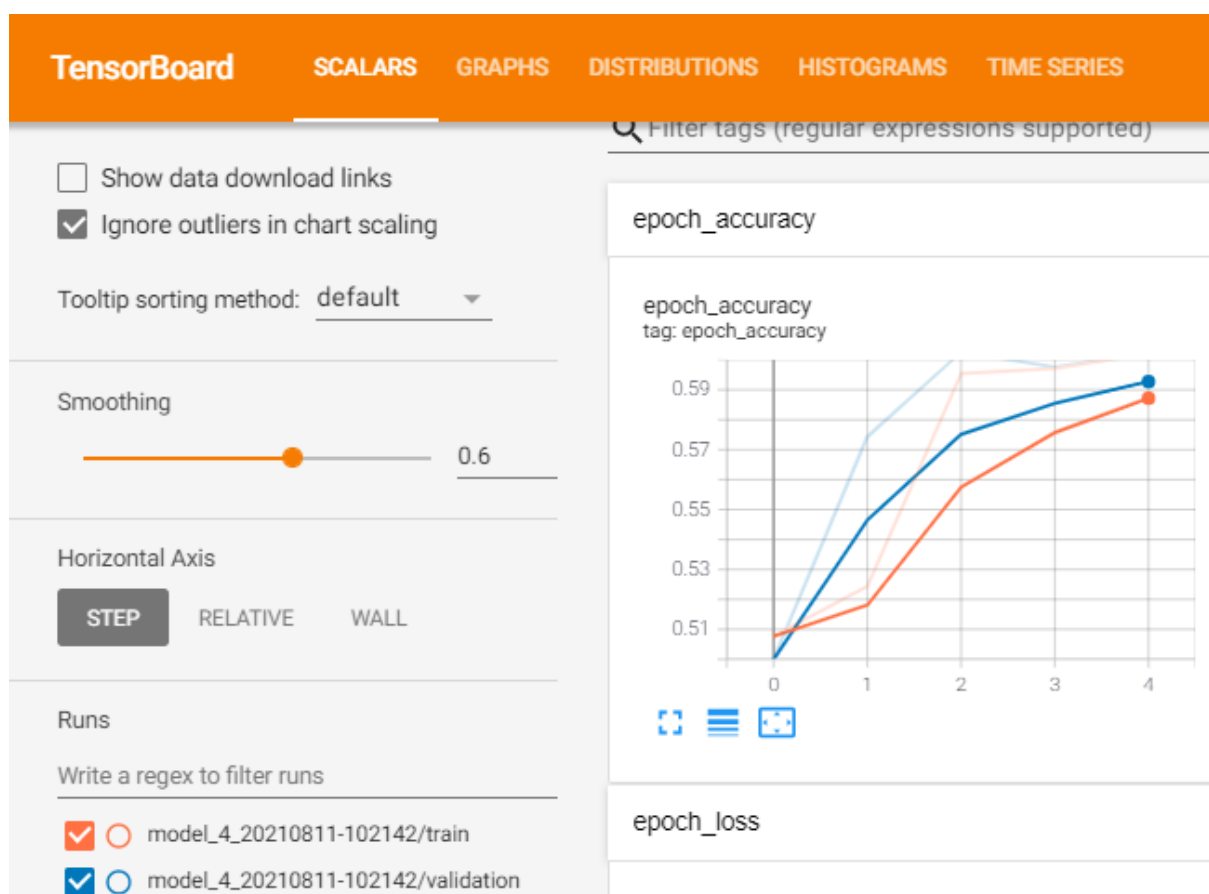 TensorBoard SCALARS GRAPHS DISTRIBUTIONS HISTOGRAMS TIME SERIES
Show data download links
Ignore outliers in chart scaling
Tooltip sorting method: default
Smoothing
0.6
Horizontal Axis
STEP RELATIVE WALL
Runs
Write a regex to filter runs
model_4_20210811-102142/train
model_4_20210811-102142/validation
Filter tags (regular expressions supported)
epoch_accuracy
epoch_accuracy
tag: epoch_accuracy
0.59
0.57
0.55
0.53
0.51
0 1 2 3 4
epoch_loss